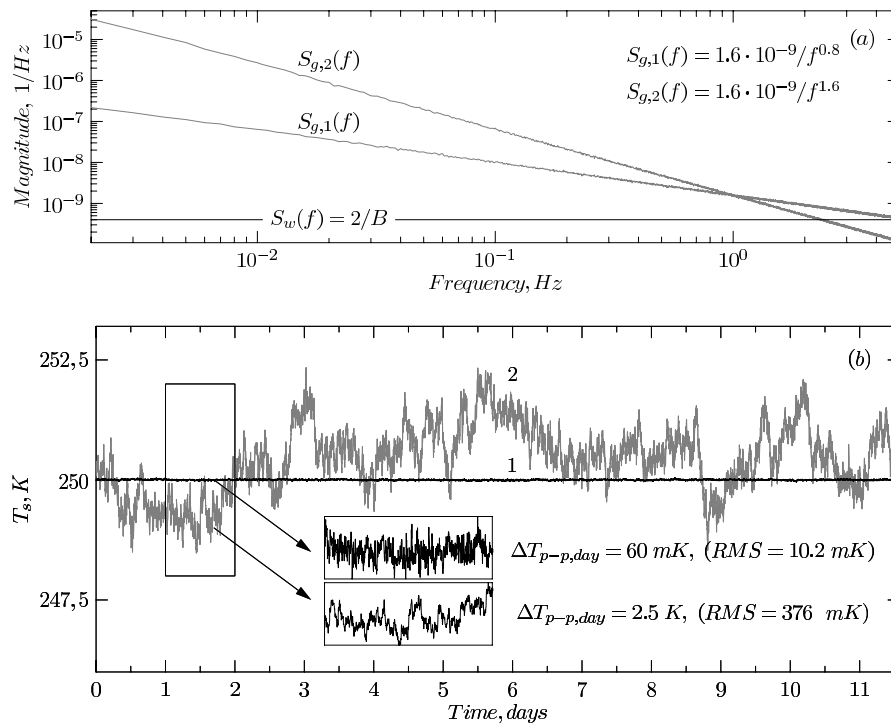 (a)
10⁻⁵
10⁻⁶
10⁻⁷
10⁻⁸
10⁻⁹
Magnitude, 1/Hz
S_{g,2}(f)
S_{g,1}(f)
S_{g,1}(f) = 1.6 · 10⁻⁹/f^{0.8}
S_{g,2}(f) = 1.6 · 10⁻⁹/f^{1.6}
S_w(f) = 2/B
10⁻² 10⁻¹ 10⁰
Frequency, Hz
(b)
252,5
250
247,5
T_s, K
2
1
ΔT_{p−p,day} = 60 mK, (RMS = 10.2 mK)
ΔT_{p−p,day} = 2.5 K, (RMS = 376 mK)
0 1 2 3 4 5 6 7 8 9 10 11
Time, days